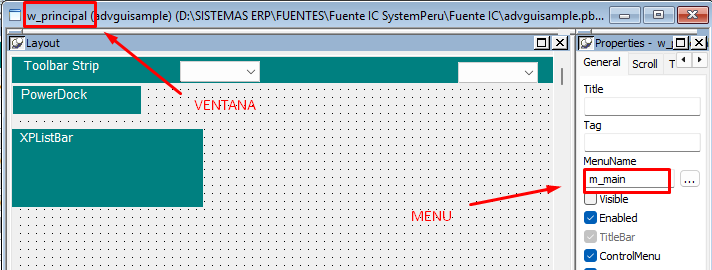 w_principal (advguisample) (D:\SISTEMAS ERP\FUENTES\Fuente IC SystemPeru\Fuente IC\advguisample.pb...
Layout
Properties - w_p
General
Scroll
T
Toolbar Strip
PowerDock
VENTANA
XPListBar
Title
Tag
MenuName
m_main
...
MENU
Visible
Enabled
TitleBar
ControlMenu